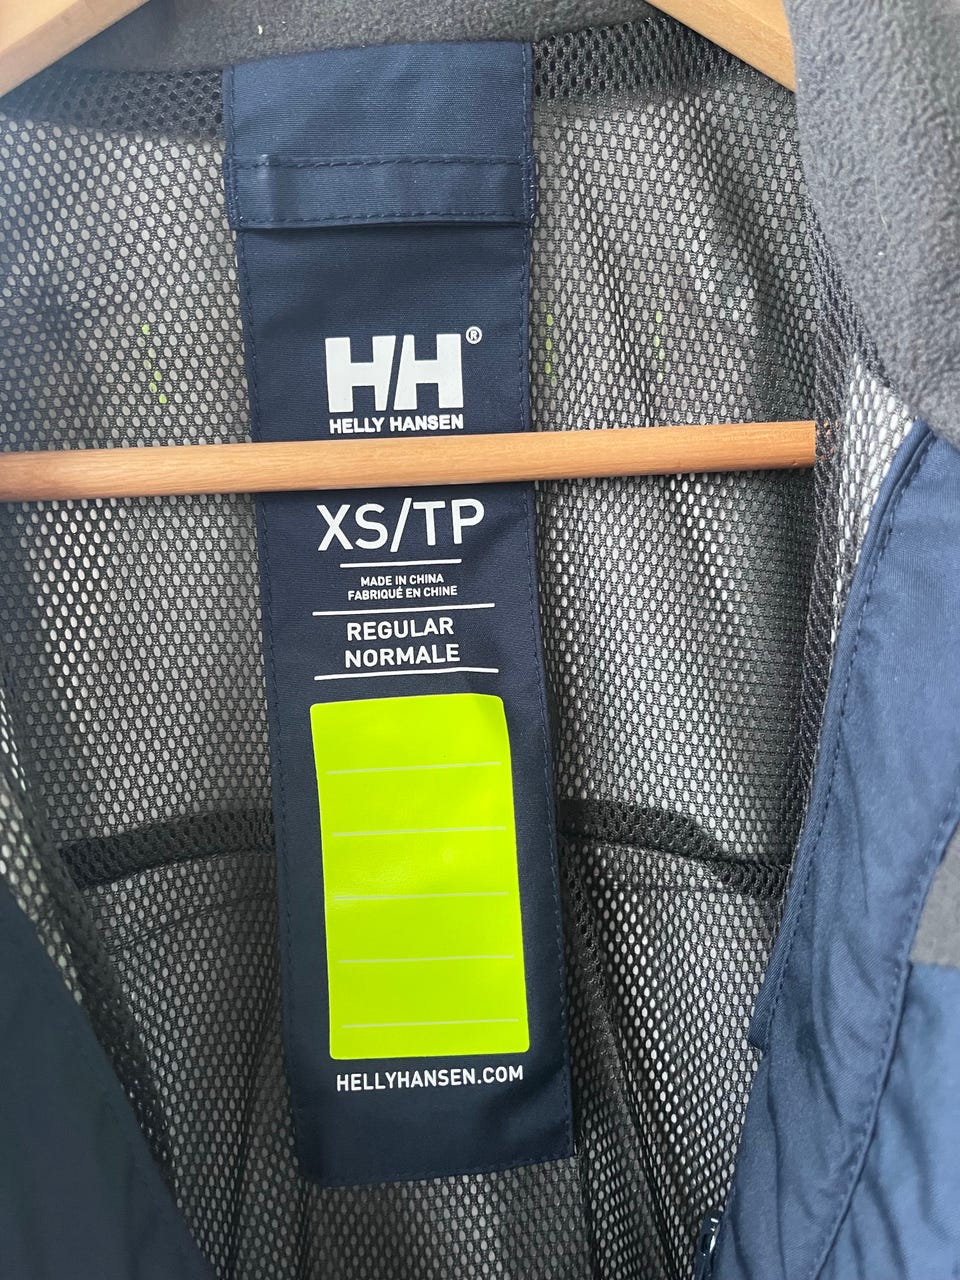 HH®
HELLY HANSEN
XS/TP
MADE IN CHINA
FABRIQUÉ EN CHINE
REGULAR
NORMALE
HELLYHANSEN.COM